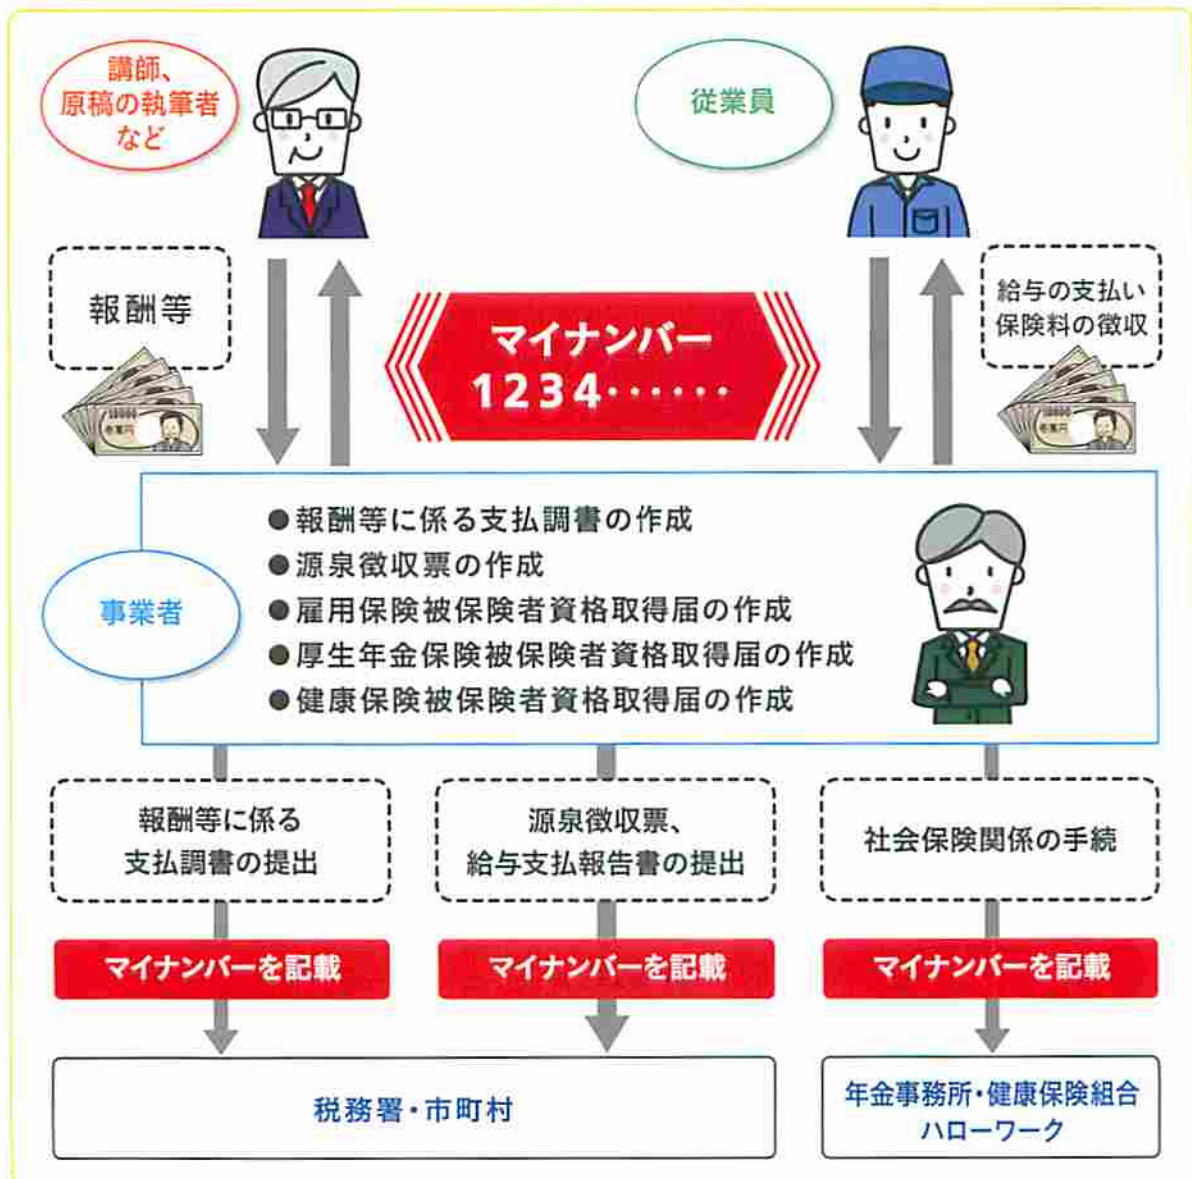 講師、
原稿の執筆者
など
従業員
報酬等
給与の支払い
保険料の徴収
マイナンバー
1234・・・・・・
10000
壱万円
10000
壱万円
事業者
●報酬等に係る支払調書の作成
●源泉徴収票の作成
●雇用保険被保険者資格取得届の作成
●厚生年金保険被保険者資格取得届の作成
●健康保険被保険者資格取得届の作成
報酬等に係る
支払調書の提出
源泉徴収票、
給与支払報告書の提出
社会保険関係の手続
マイナンバーを記載
マイナンバーを記載
マイナンバーを記載
税務署・市町村
年金事務所・健康保険組合
ハローワーク